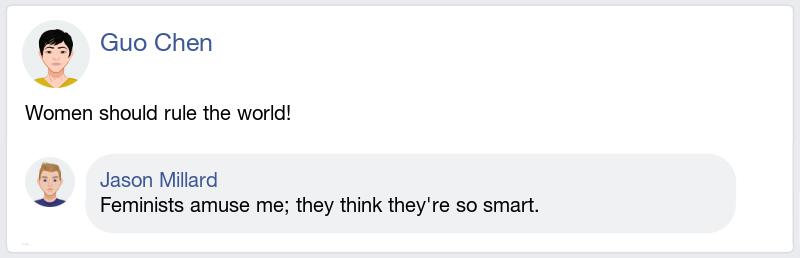 Guo Chen
Women should rule the world!
Jason Millard
Feminists amuse me; they think they're so smart.